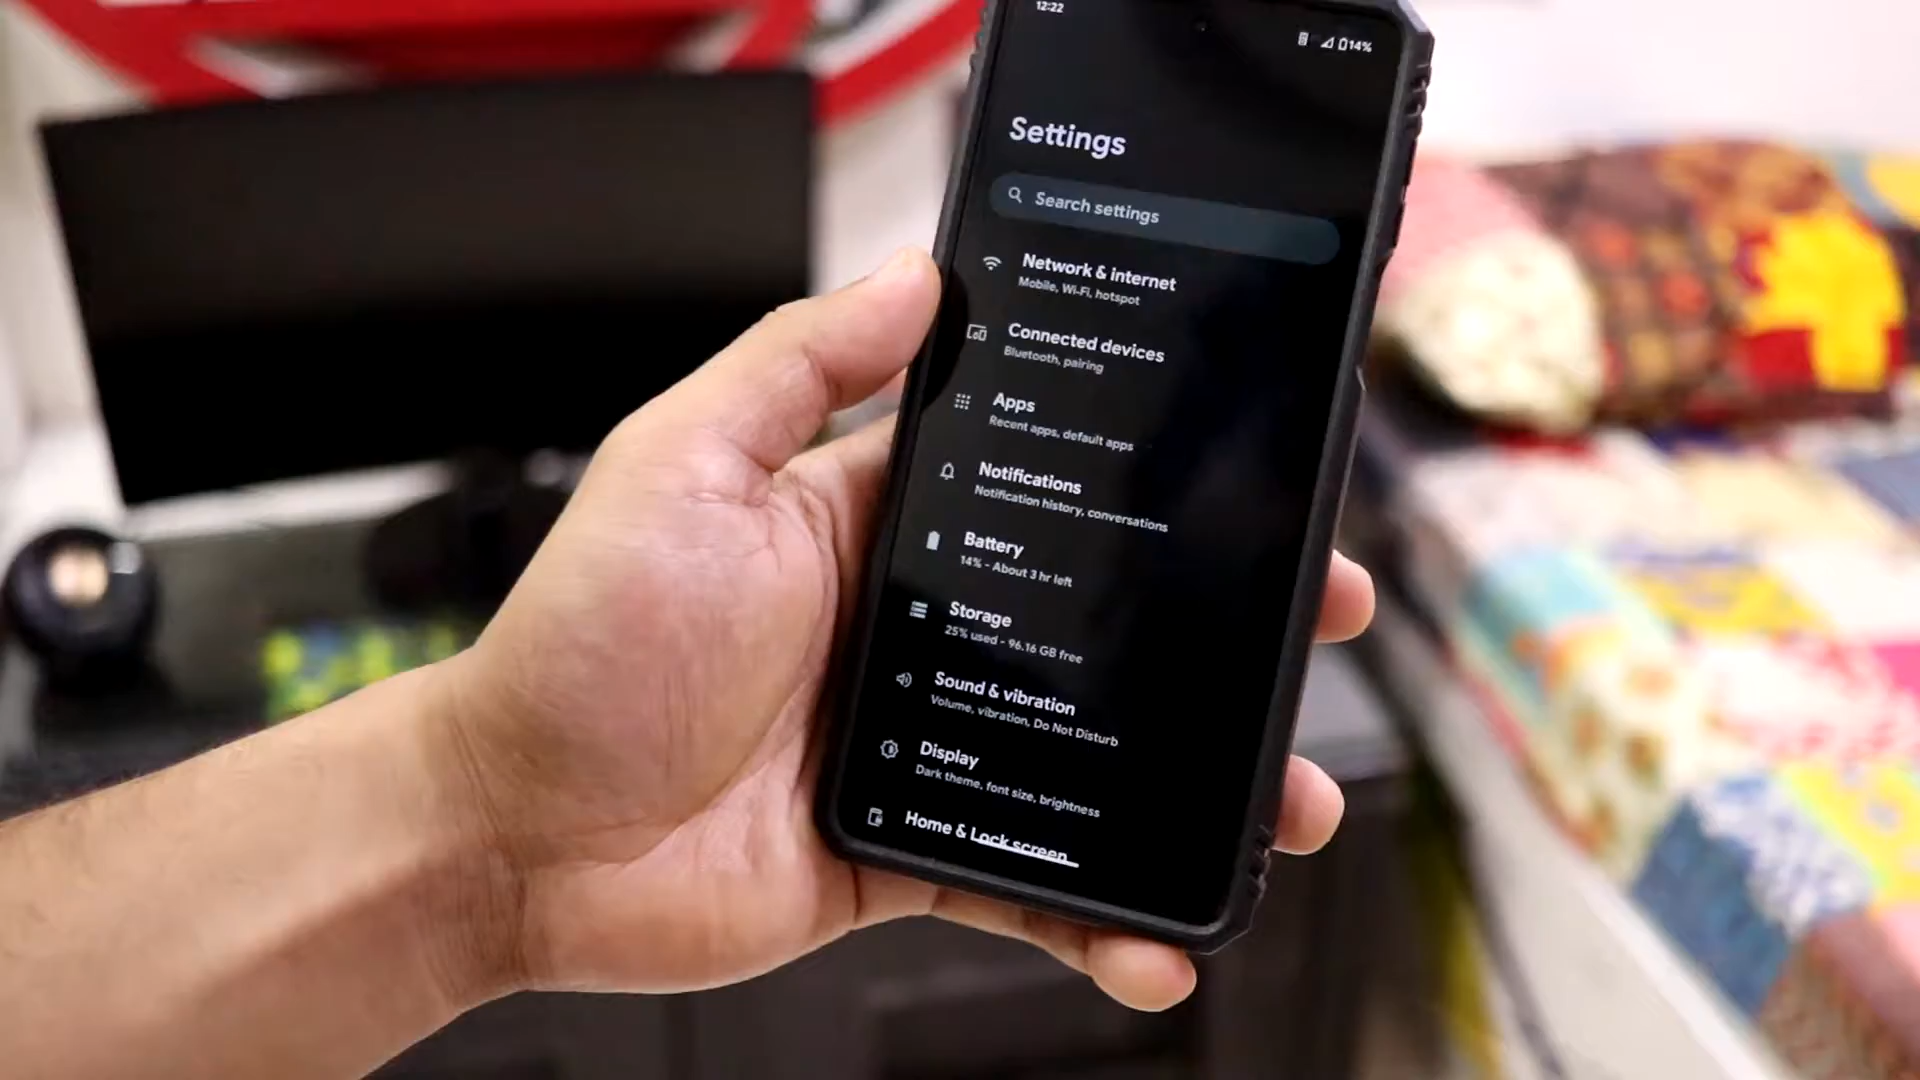 12:22
14%
Settings
Search settings
Network & internet
Mobile, Wi-Fi, hotspot
Connected devices
Bluetooth, pairing
Apps
Recent apps, default apps
Notifications
Notification history, conversations
Battery
14% - About 3 hr left
Storage
25% used - 96.16 GB free
Sound & vibration
Volume, vibration, Do Not Disturb
Display
Dark theme, font size, brightness
Home & Lock screen